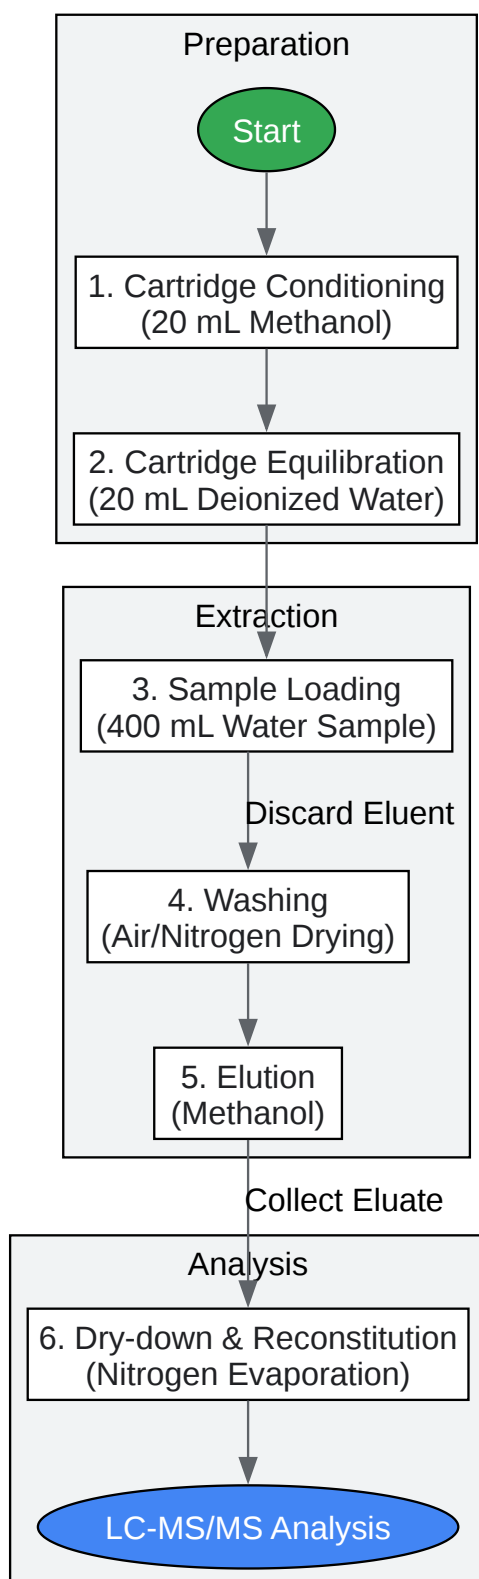 Preparation
Start
1. Cartridge Conditioning
(20 mL Methanol)
2. Cartridge Equilibration
(20 mL Deionized Water)
Extraction
3. Sample Loading
(400 mL Water Sample)
Discard Eluent
4. Washing
(Air/Nitrogen Drying)
5. Elution
(Methanol)
Collect Eluate
Analysis
6. Dry-down & Reconstitution
(Nitrogen Evaporation)
LC-MS/MS Analysis